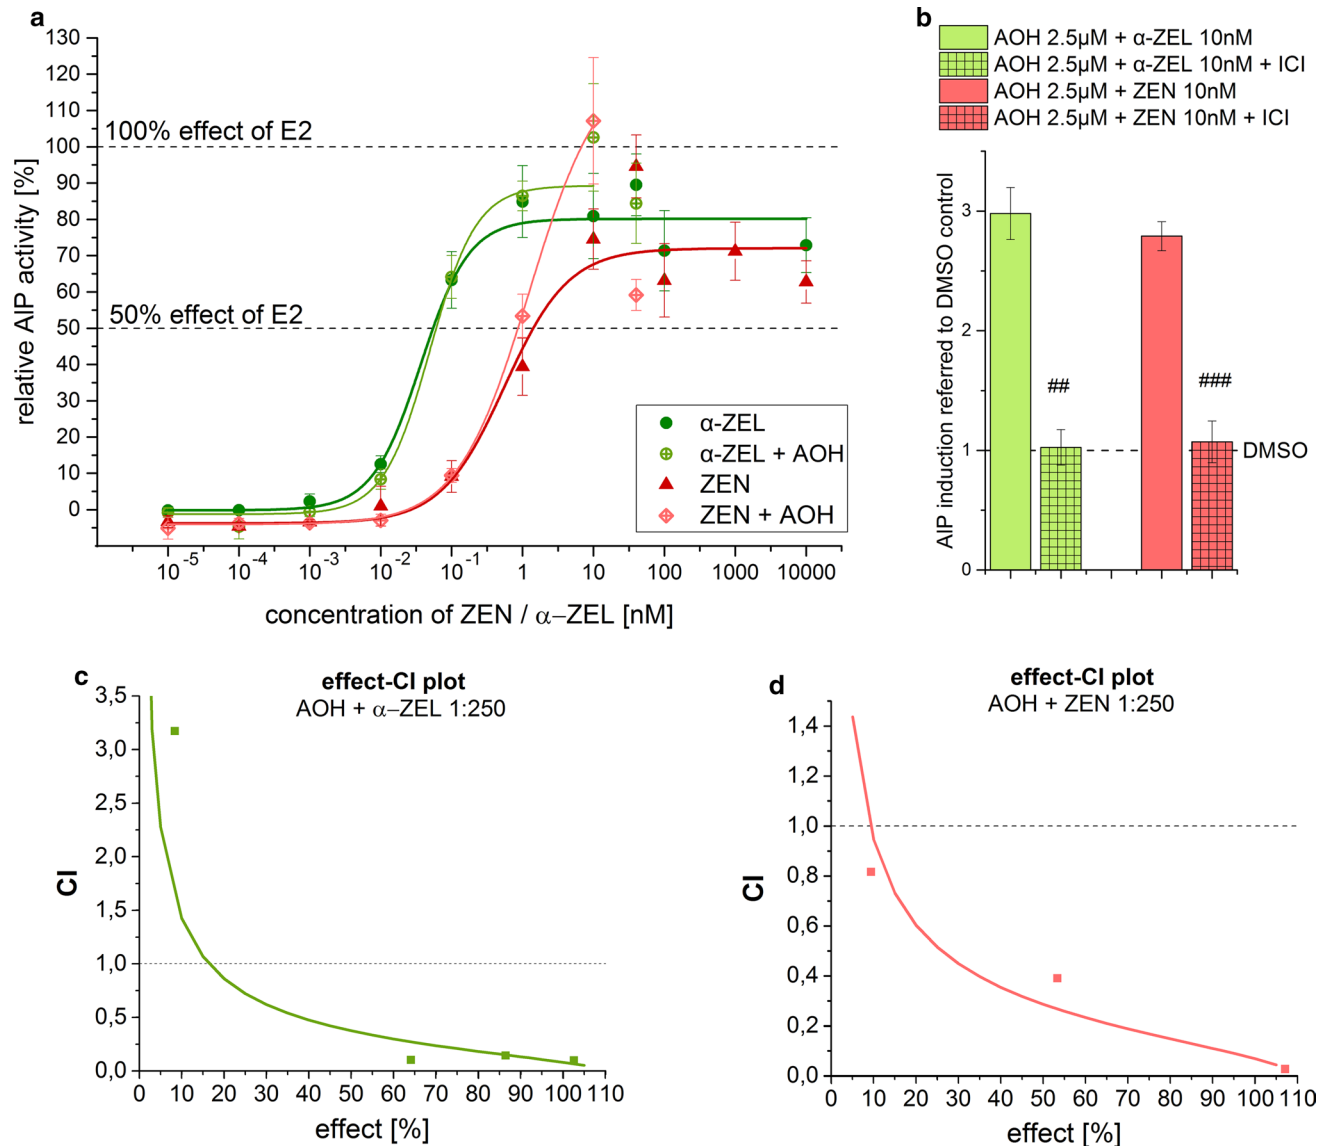 a
relative AIP activity [%]
130
120
110
100
90
80
70
60
50
40
30
20
10
0
100% effect of E2
50% effect of E2
α-ZEL
α-ZEL + AOH
ZEN
ZEN + AOH
10⁻⁵ 10⁻⁴ 10⁻³ 10⁻² 10⁻¹ 1 10 100 1000 10000
concentration of ZEN / α–ZEL [nM]
b
AOH 2.5µM + α-ZEL 10nM
AOH 2.5µM + α-ZEL 10nM + ICI
AOH 2.5µM + ZEN 10nM
AOH 2.5µM + ZEN 10nM + ICI
AIP induction referred to DMSO control
3
2
1
0
##
###
DMSO
c
effect-CI plot
AOH + α–ZEL 1:250
CI
3,5
3,0
2,5
2,0
1,5
1,0
0,5
0,0
0 10 20 30 40 50 60 70 80 90 100 110
effect [%]
d
effect-CI plot
AOH + ZEN 1:250
CI
1,4
1,2
1,0
0,8
0,6
0,4
0,2
0,0
0 10 20 30 40 50 60 70 80 90 100 110
effect [%]